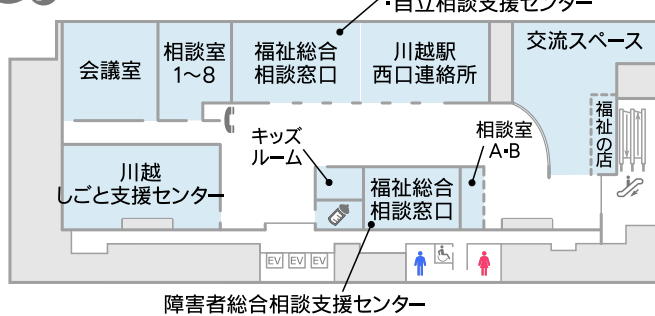 ・自立相談支援センター
会議室
相談室
1～8
福祉総合
相談窓口
川越駅
西口連絡所
交流スペース
福祉の店
キッズ
ルーム
相談室
A・B
川越
しごと支援センター
福祉総合
相談窓口
EV
EV
EV
障害者総合相談支援センター